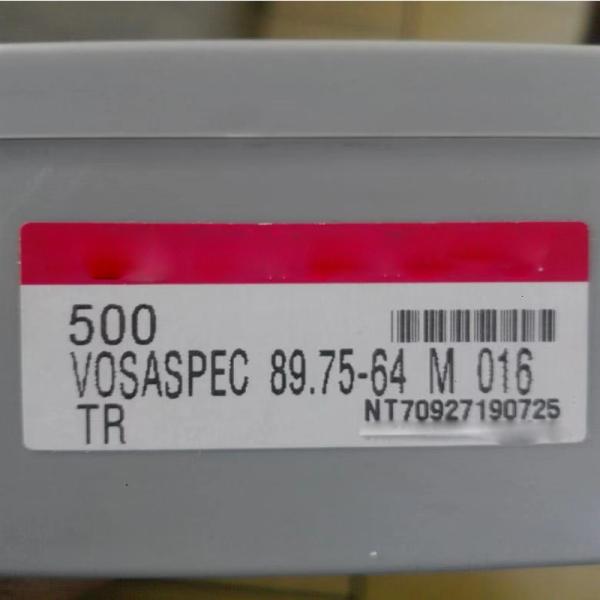 500
VOSASPEC 89.75-64 M 016
TR
NT70927190725